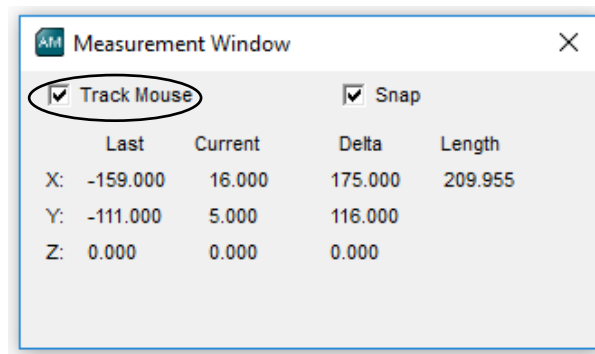 AM Measurement Window
Track Mouse Snap
Last Current Delta Length
X: -159.000 16.000 175.000 209.955
Y: -111.000 5.000 116.000
Z: 0.000 0.000 0.000